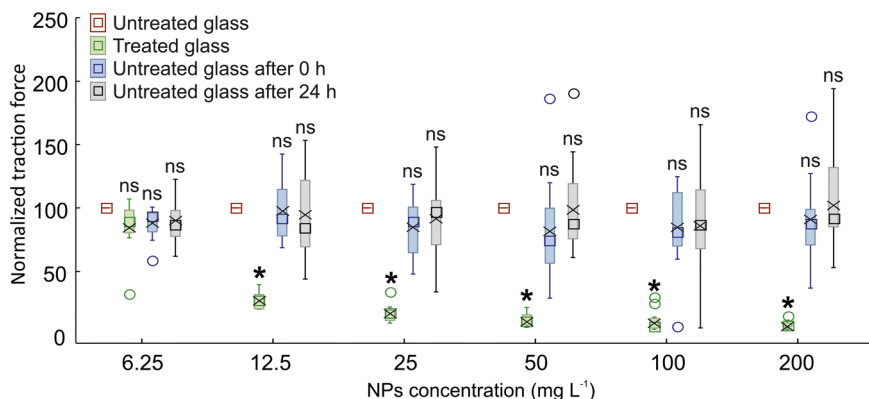 250
200
150
100
50
0
Normalized traction force
Untreated glass
Treated glass
Untreated glass after 0 h
Untreated glass after 24 h
ns ns ns
* ns ns
* ns ns
* ns ns
* ns ns
* ns ns
6.25 12.5 25 50 100 200
NPs concentration (mg L⁻¹)